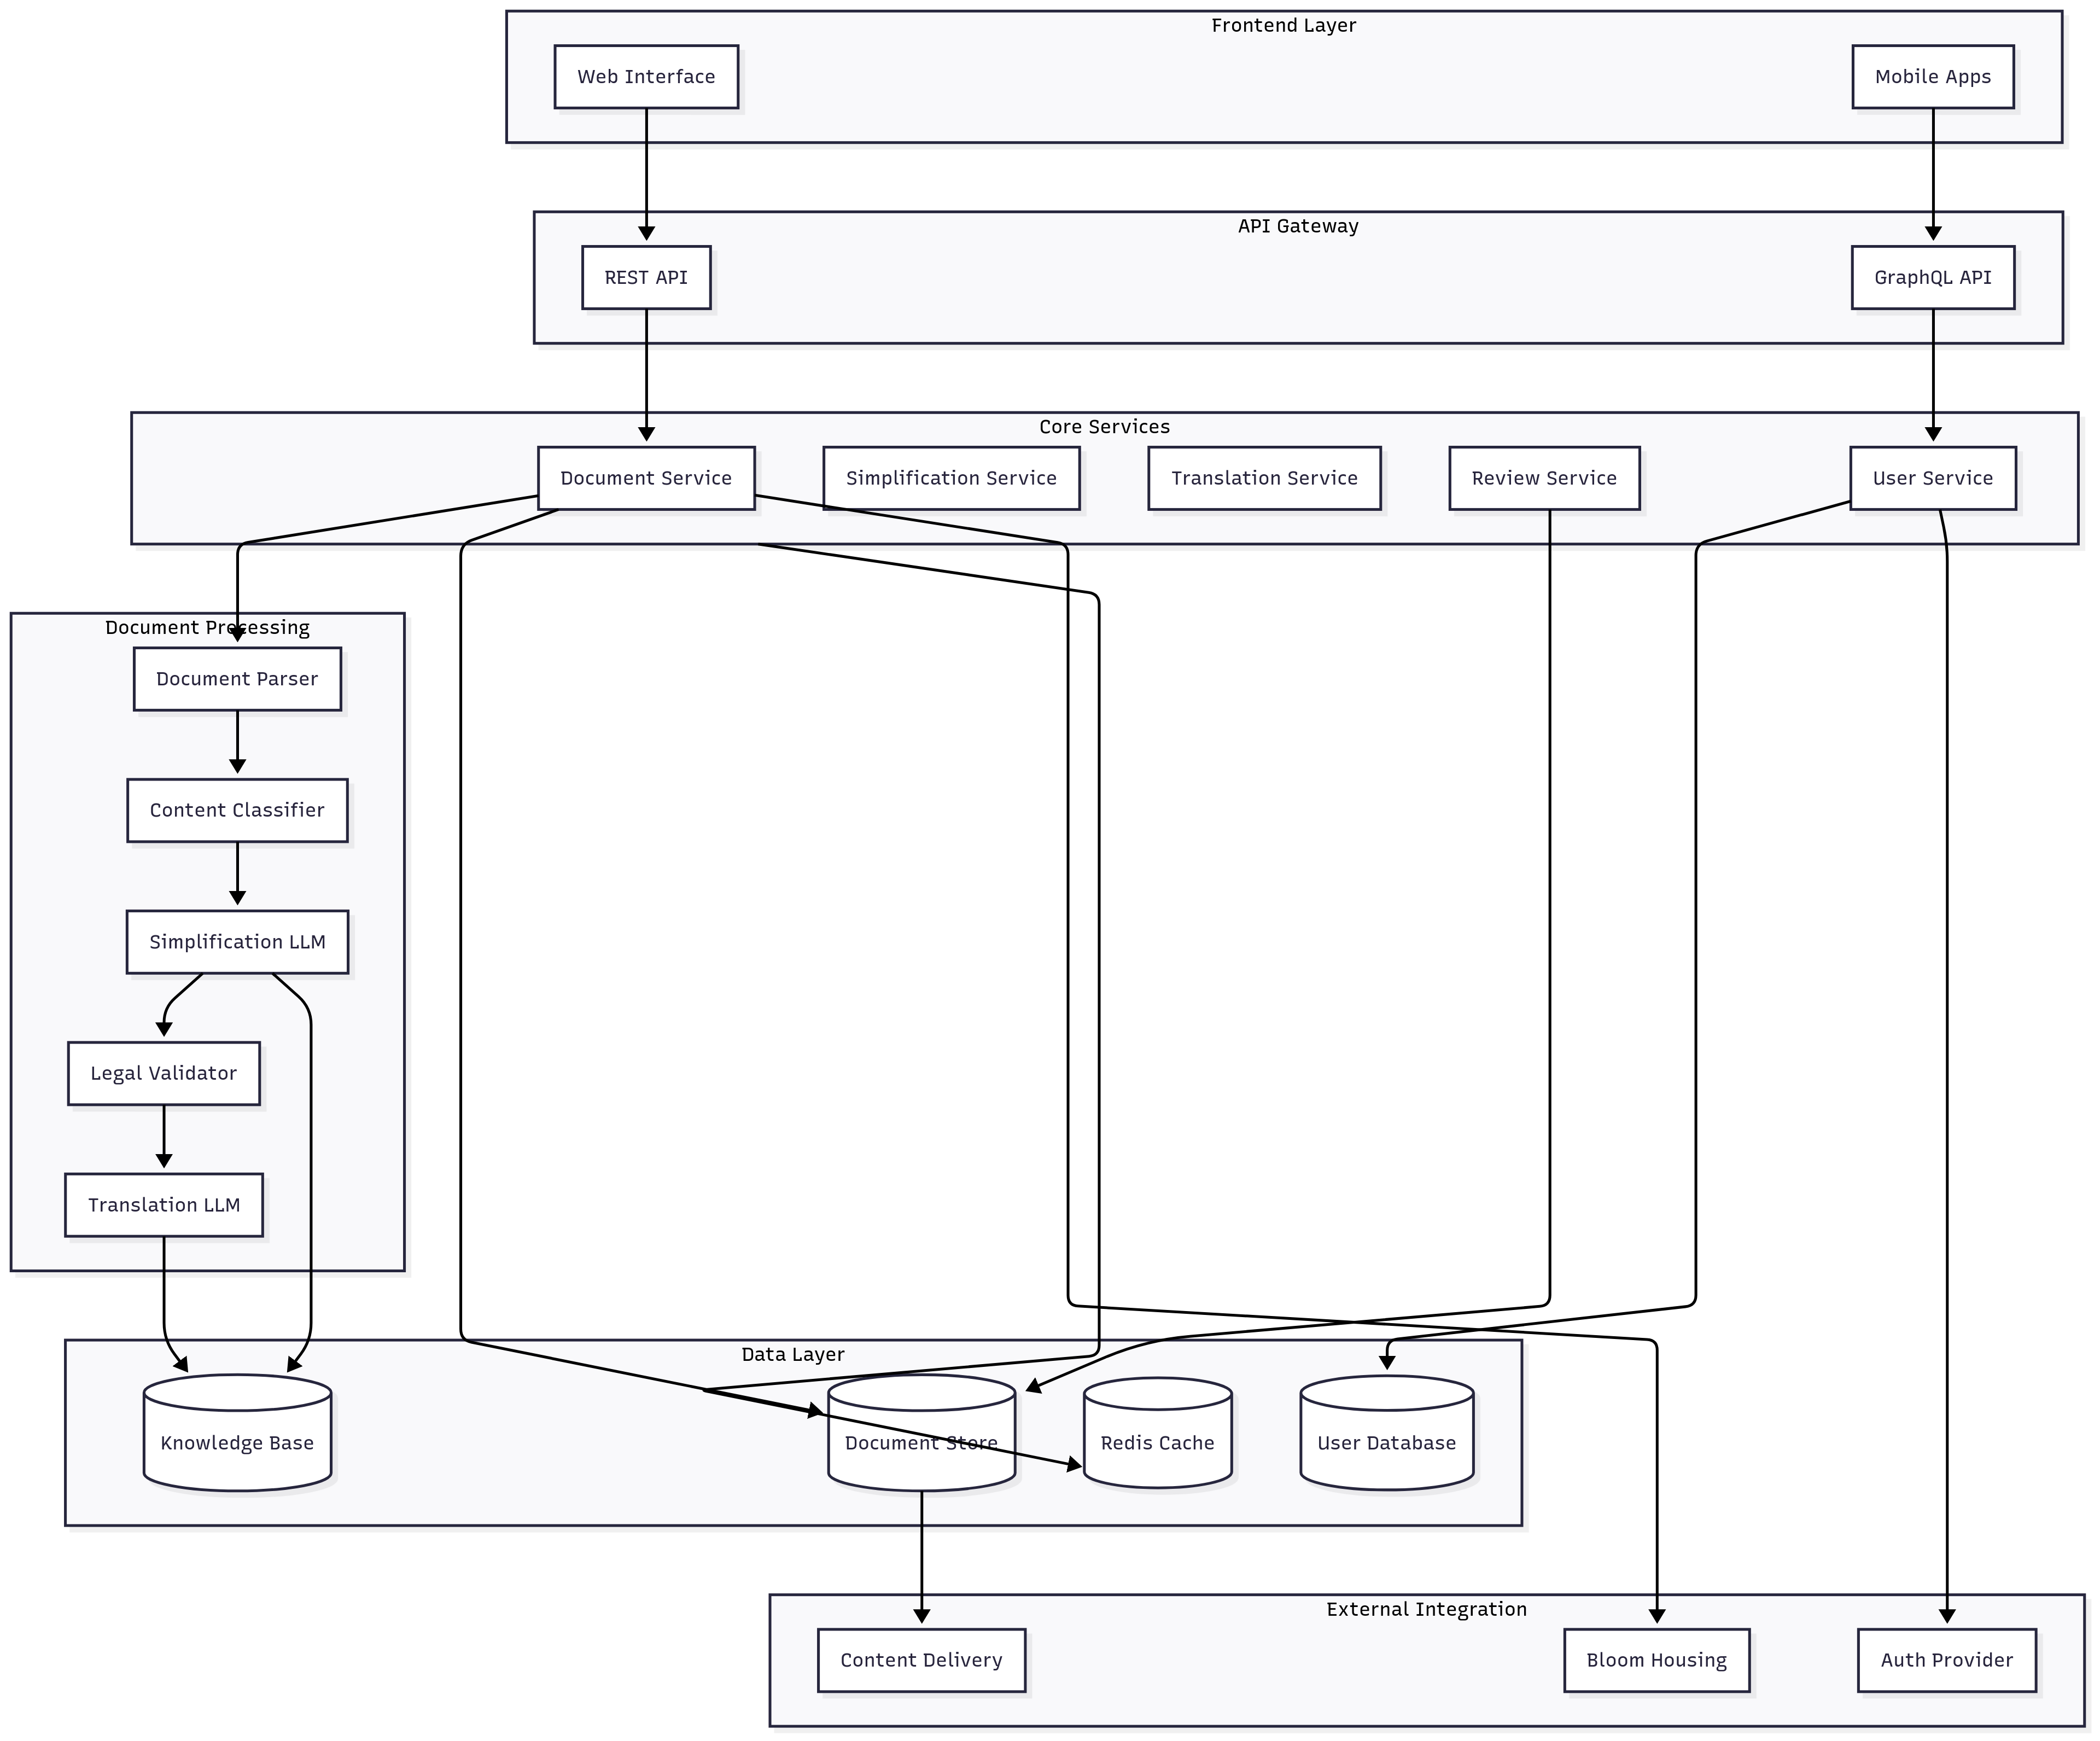 Frontend Layer
Web Interface
Mobile Apps
API Gateway
REST API
GraphQL API
Core Services
Document Service
Simplification Service
Translation Service
Review Service
User Service
Document Processing
Document Parser
Content Classifier
Simplification LLM
Legal Validator
Translation LLM
Data Layer
Knowledge Base
Document Store
Redis Cache
User Database
External Integration
Content Delivery
Bloom Housing
Auth Provider